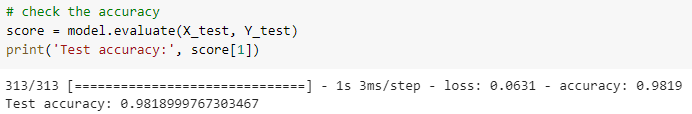 # check the accuracy
score = model.evaluate(X_test, Y_test)
print('Test accuracy:', score[1])
313/313 [==============================] - 1s 3ms/step - loss: 0.0631 - accuracy: 0.9819
Test accuracy: 0.9818999767303467